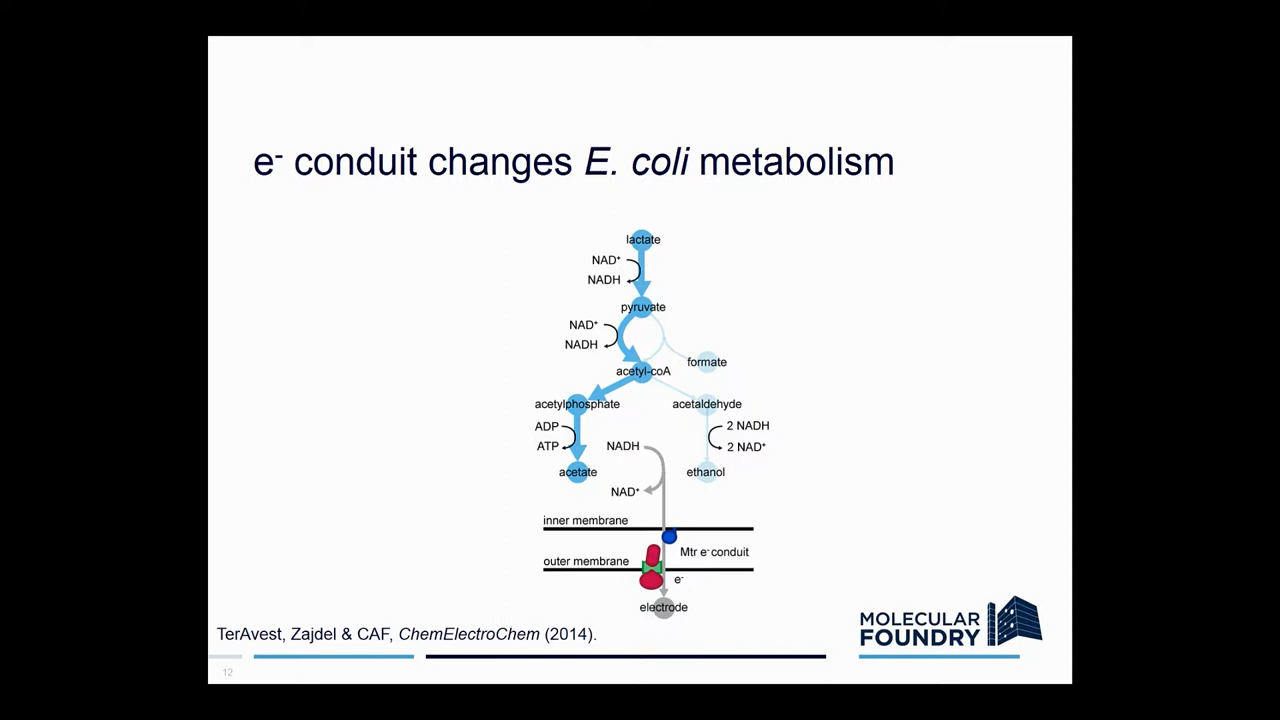 e- conduit changes E. coli metabolism
lactate
NAD+
NADH
pyruvate
NAD+
NADH
formate
acetyl-coA
acetylphosphate
acetaldehyde
ADP
2 NADH
ATP
NADH
2 NAD+
acetate
ethanol
NAD+
inner membrane
Mtr e- conduit
outer membrane
e-
electrode
MOLECULAR
FOUNDRY
TerAvest, Zajdel & CAF, ChemElectroChem (2014).
12